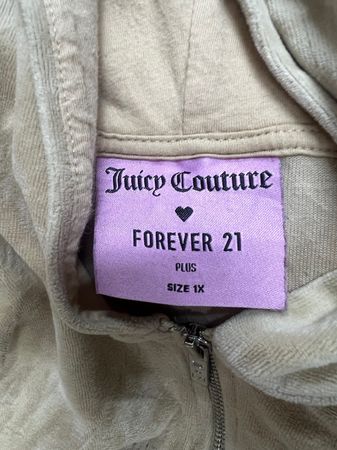 Juicy Couture
FOREVER 21
PLUS
SIZE 1X